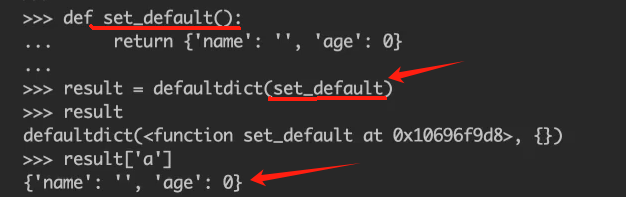 >>> def set_default():
...     return {'name': '', 'age': 0}
...
>>> result = defaultdict(set_default)
>>> result
defaultdict(<function set_default at 0x10696f9d8>, {})
>>> result['a']
{'name': '', 'age': 0}